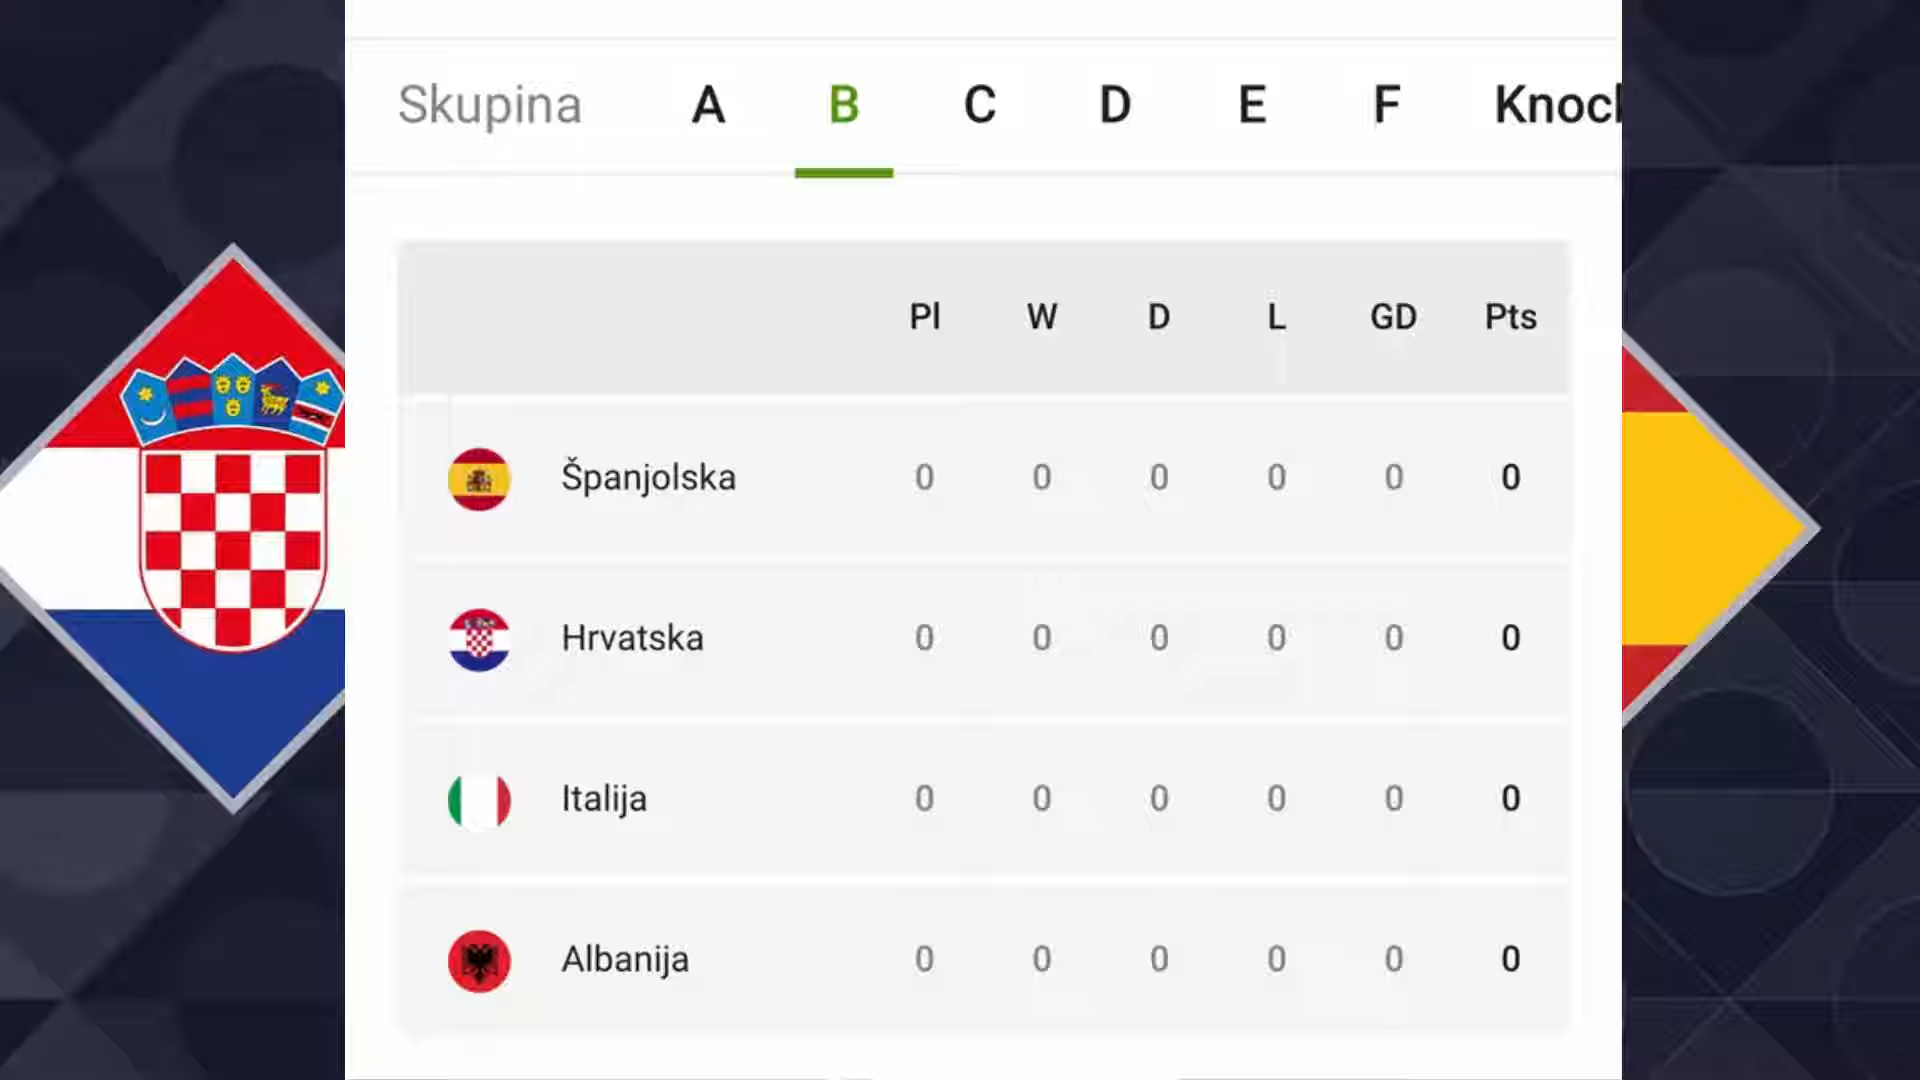 Skupina A B C D E F
Pl W D L GD Pts
Španjolska 0 0 0 0 0 0
Hrvatska 0 0 0 0 0 0
Italija 0 0 0 0 0 0
Albanija 0 0 0 0 0 0